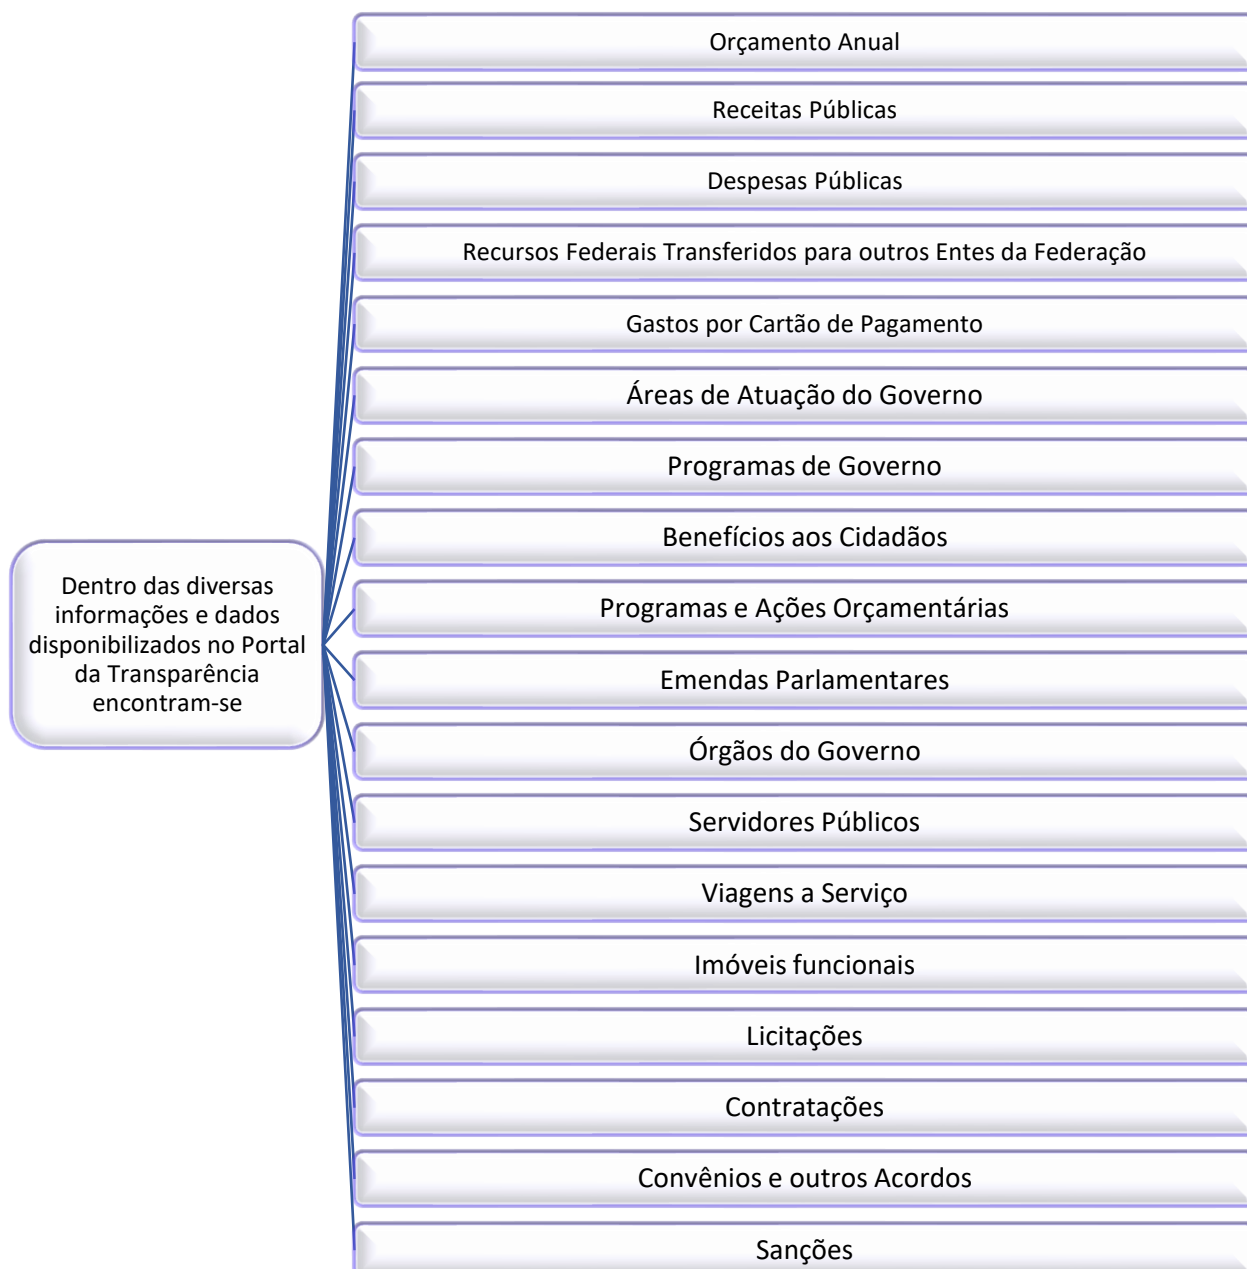 Orçamento Anual
Receitas Públicas
Despesas Públicas
Recursos Federais Transferidos para outros Entes da Federação
Gastos por Cartão de Pagamento
Áreas de Atuação do Governo
Programas de Governo
Benefícios aos Cidadãos
Dentro das diversas
informações e dados
disponibilizados no Portal
da Transparência
encontram-se
Programas e Ações Orçamentárias
Emendas Parlamentares
Órgãos do Governo
Servidores Públicos
Viagens a Serviço
Imóveis funcionais
Licitações
Contratações
Convênios e outros Acordos
Sanções